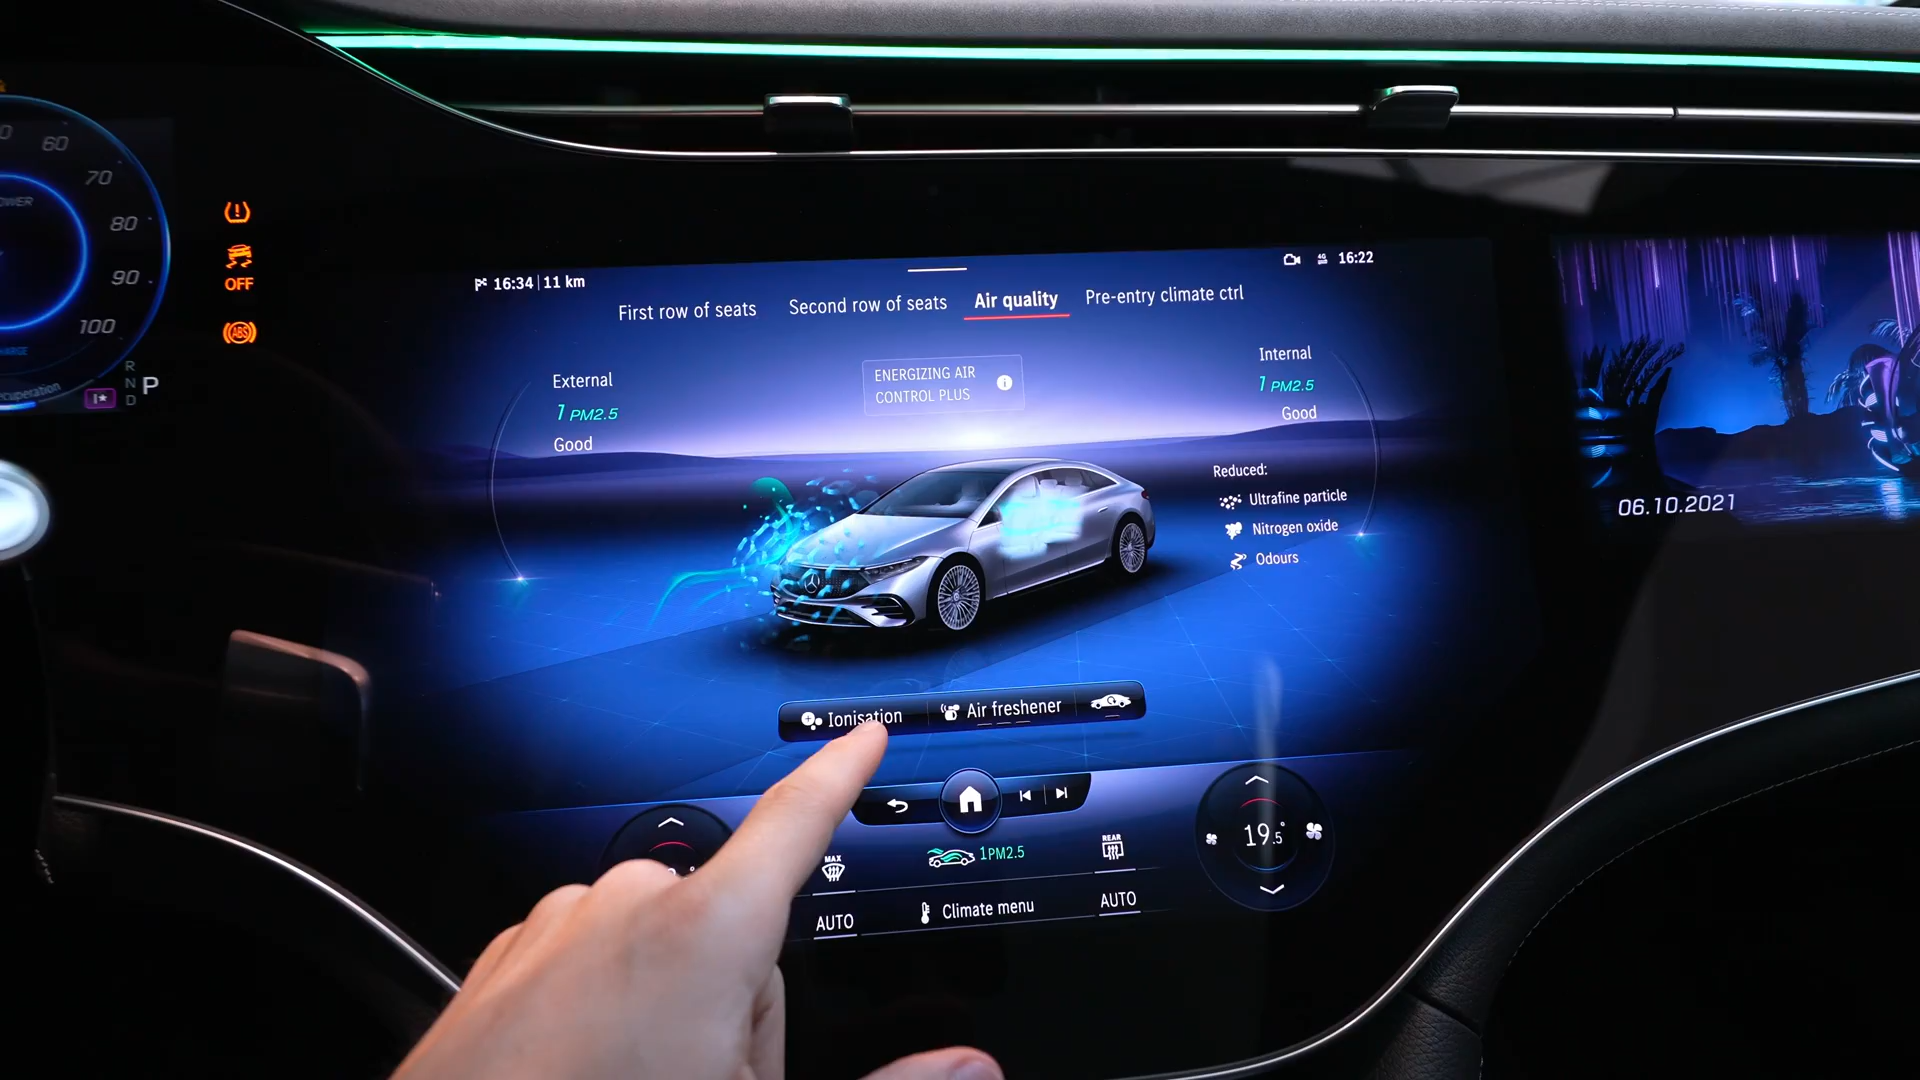 60
70
80
90
100
R
N
D
P
OFF
ABS
16:34 | 11 km
4G 16:22
First row of seats
Second row of seats
Air quality
Pre-entry climate ctrl
External
1 PM2.5
Good
ENERGIZING AIR
CONTROL PLUS
Internal
1 PM2.5
Good
Reduced:
Ultrafine particle
Nitrogen oxide
Odours
06.10.2021
Ionisation
Air freshener
MAX
1PM2.5
REAR
19.5°
AUTO
Climate menu
AUTO